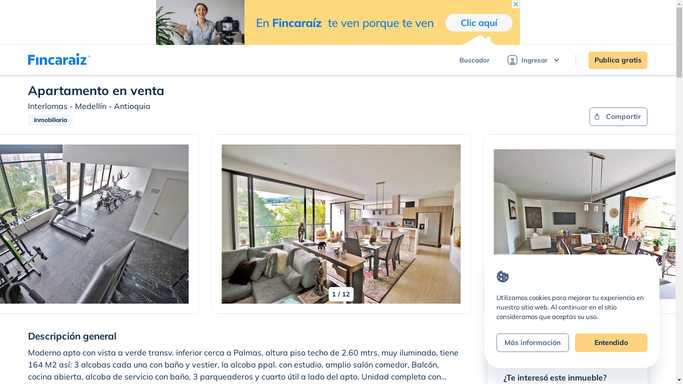 En Fincaraíz te ven porque te ven
Clic aquí
Fincaraiz
Buscador
Ingresar
Publica gratis
Apartamento en venta
Interlomas - Medellín - Antioquia
Inmobiliaria
Compartir
1 / 12
Utilizamos cookies para mejorar tu experiencia en
nuestro sitio web. Al continuar en el sitio
consideramos que aceptas su uso.
Más información
Entendido
Descripción general
Moderno apto con vista a verde transv. inferior cerca a Palmas, altura piso techo de 2.60 mtrs, muy iluminado, tiene
164 M2 así: 3 alcobas cada una con baño y vestier, la alcoba ppal. con estudio, amplio salón comedor, Balcón,
cocina abierta, alcoba de servicio con baño, 3 parqueaderos y cuarto útil a lado del apto, Unidad completa con...
¿Te interesó este inmueble?